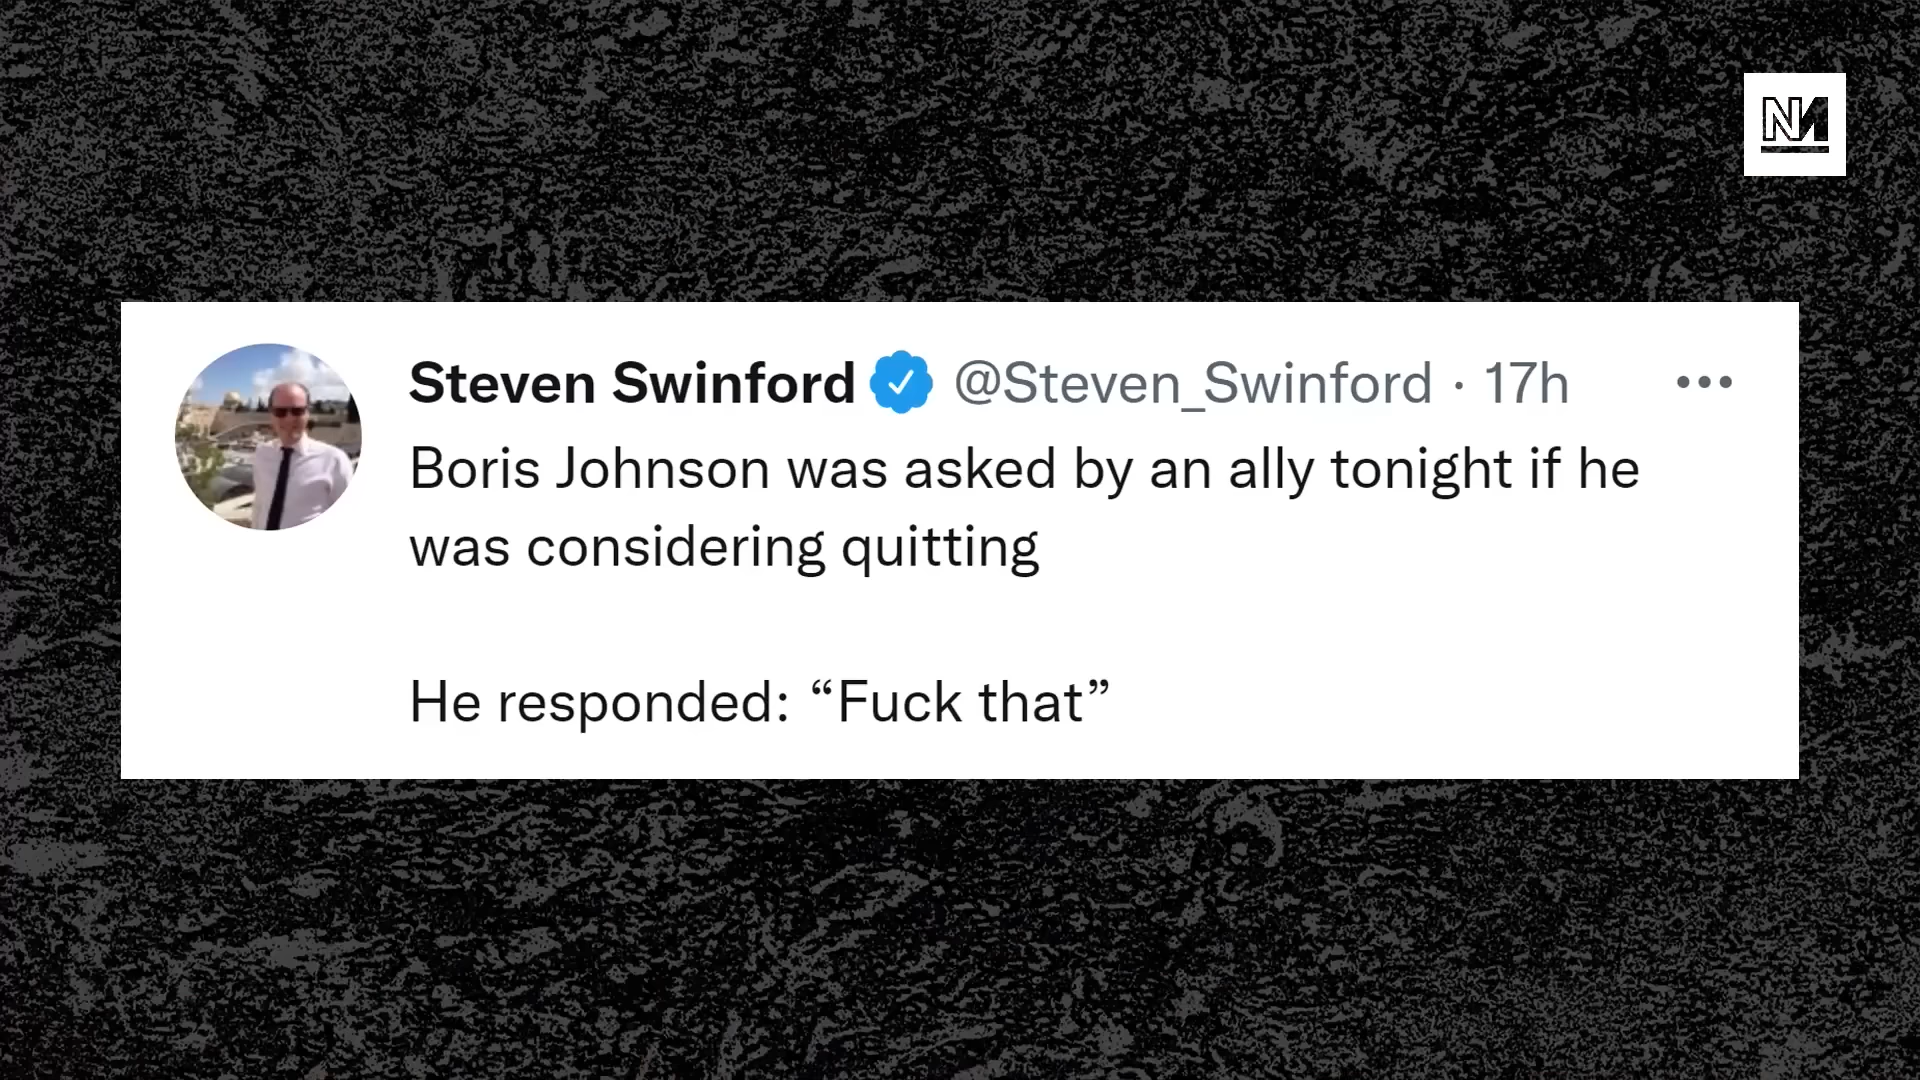 NM
Steven Swinford @Steven_Swinford · 17h
Boris Johnson was asked by an ally tonight if he
was considering quitting
He responded: “Fuck that”